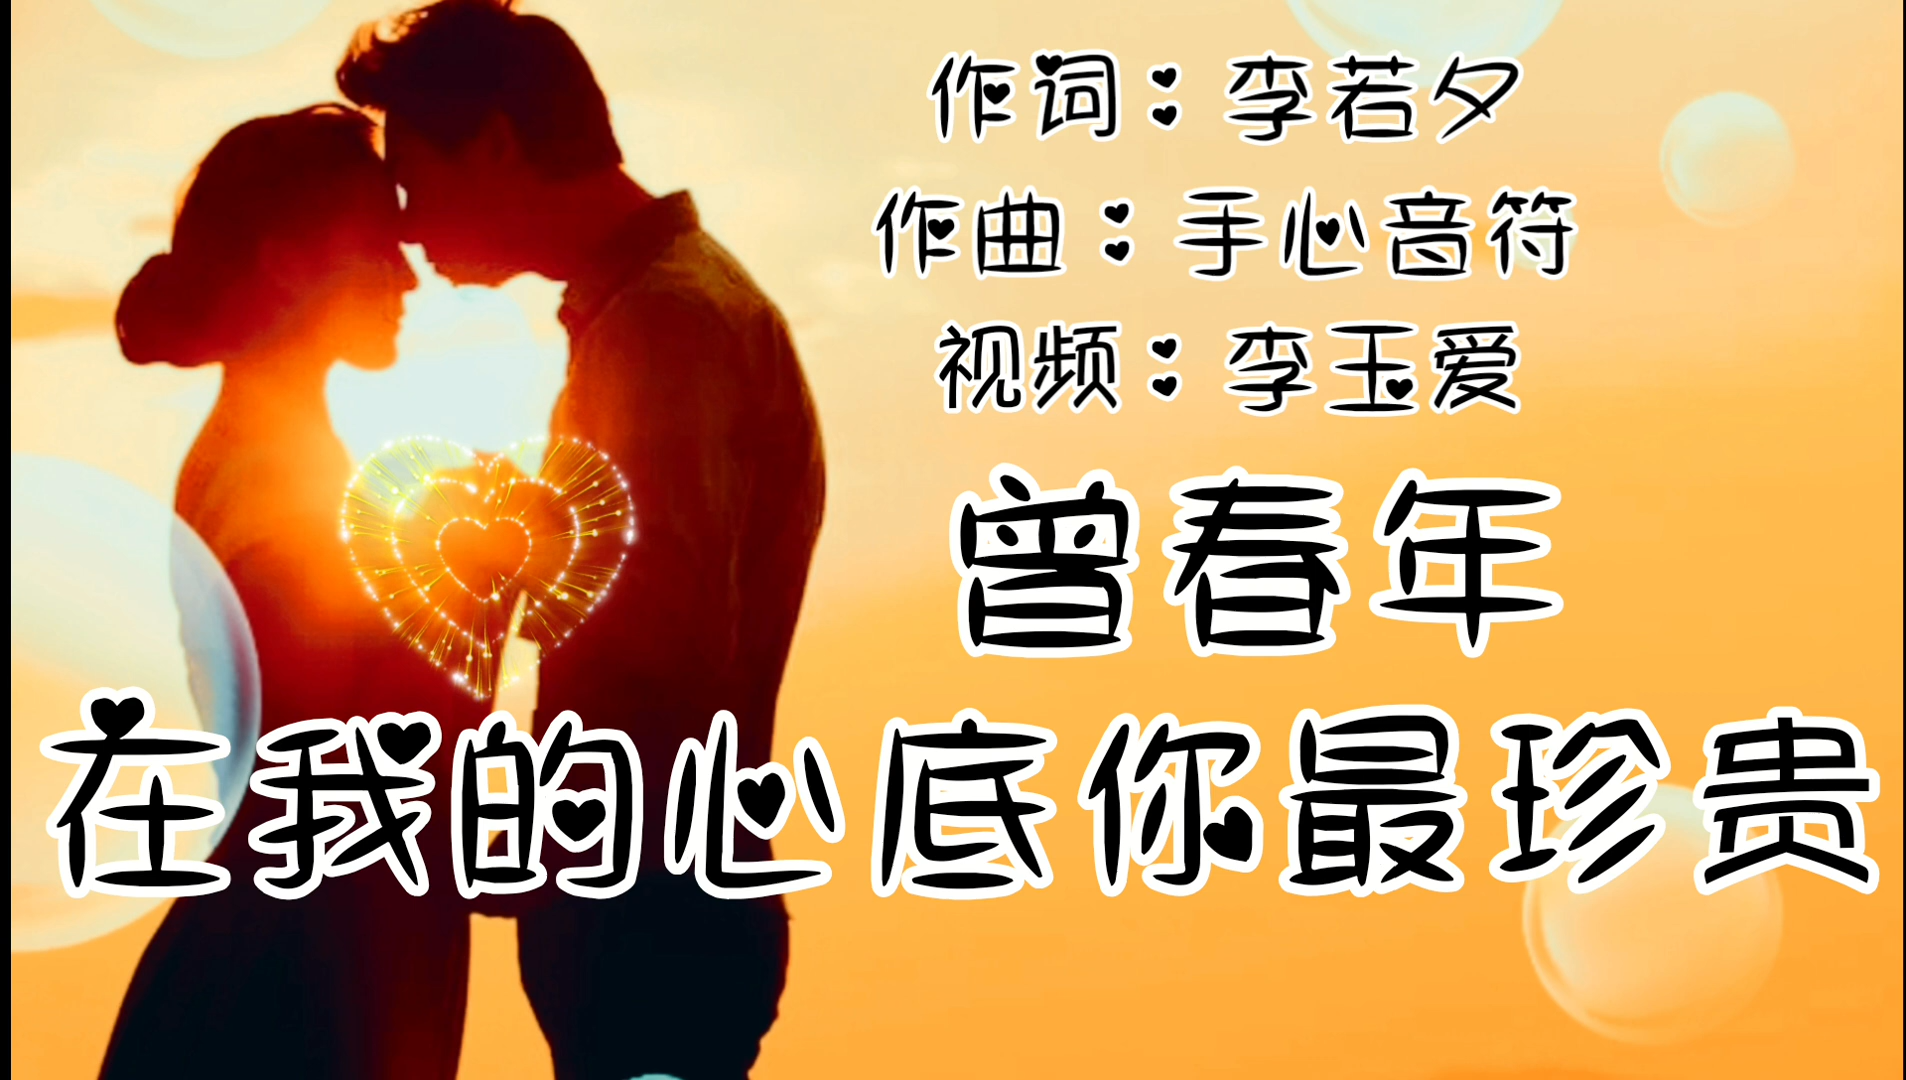 作词：李若夕
作曲：手心音符
视频：李玉爱
曾春年
在我的心底你最珍贵